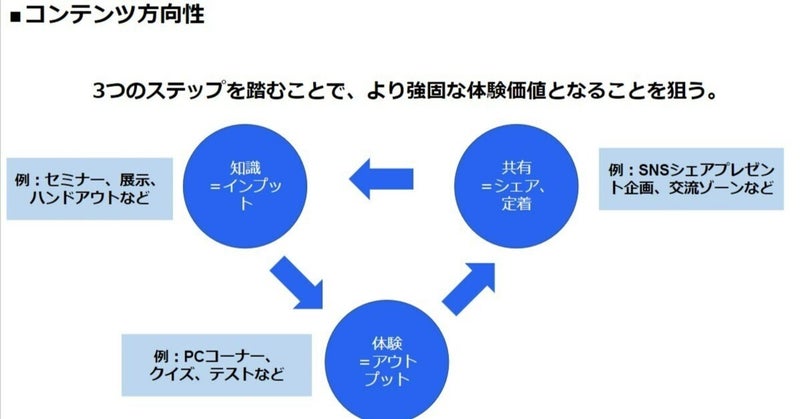 ■コンテンツ方向性
3つのステップを踏むことで、より強固な体験価値となることを狙う。
知識
＝インプッ
ト
例：セミナー、展示、
ハンドアウトなど
共有
＝シェア、
定着
例：SNSシェアプレゼン
ト企画、交流ゾーンなど
体験
＝アウト
プット
例：PCコーナー、
クイズ、テストなど